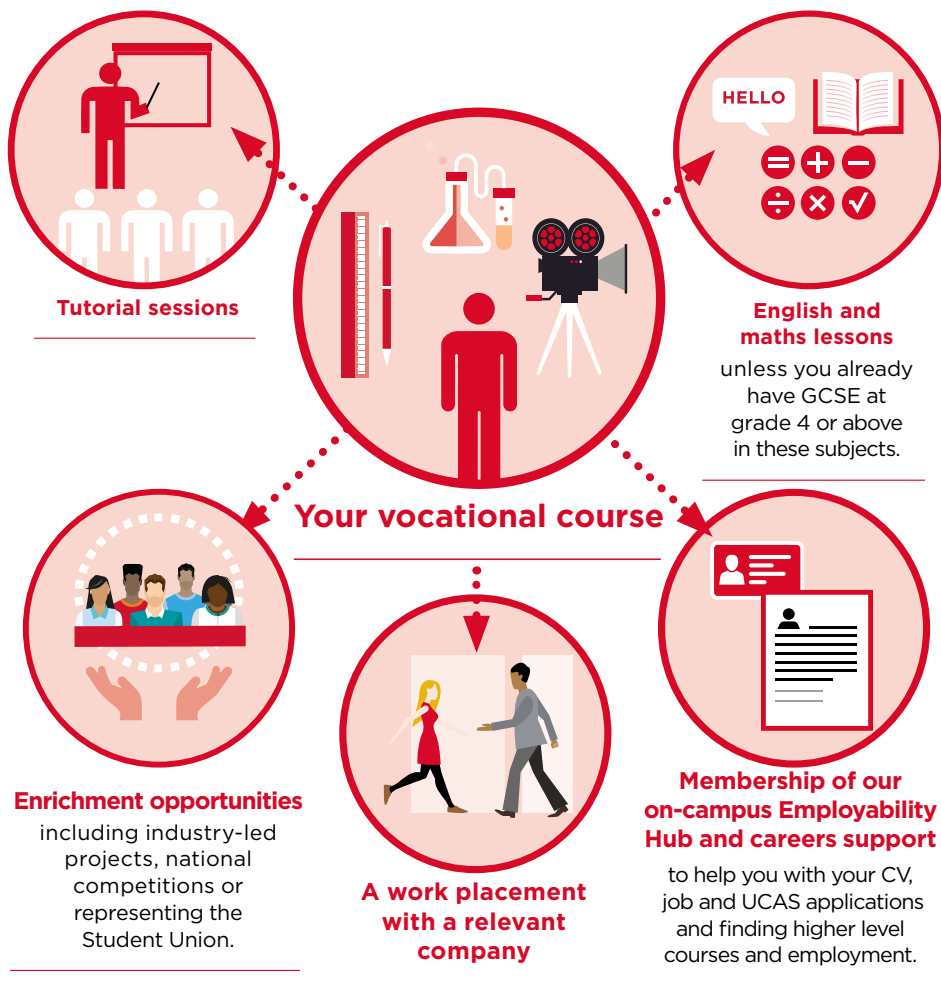 HELLO
Tutorial sessions
English and
maths lessons
unless you already
have GCSE at
grade 4 or above
in these subjects.
Your vocational course
Enrichment opportunities
including industry-led
projects, national
competitions or
representing the
Student Union.
A work placement
with a relevant
company
Membership of our
on-campus Employability
Hub and careers support
to help you with your CV,
job and UCAS applications
and finding higher level
courses and employment.